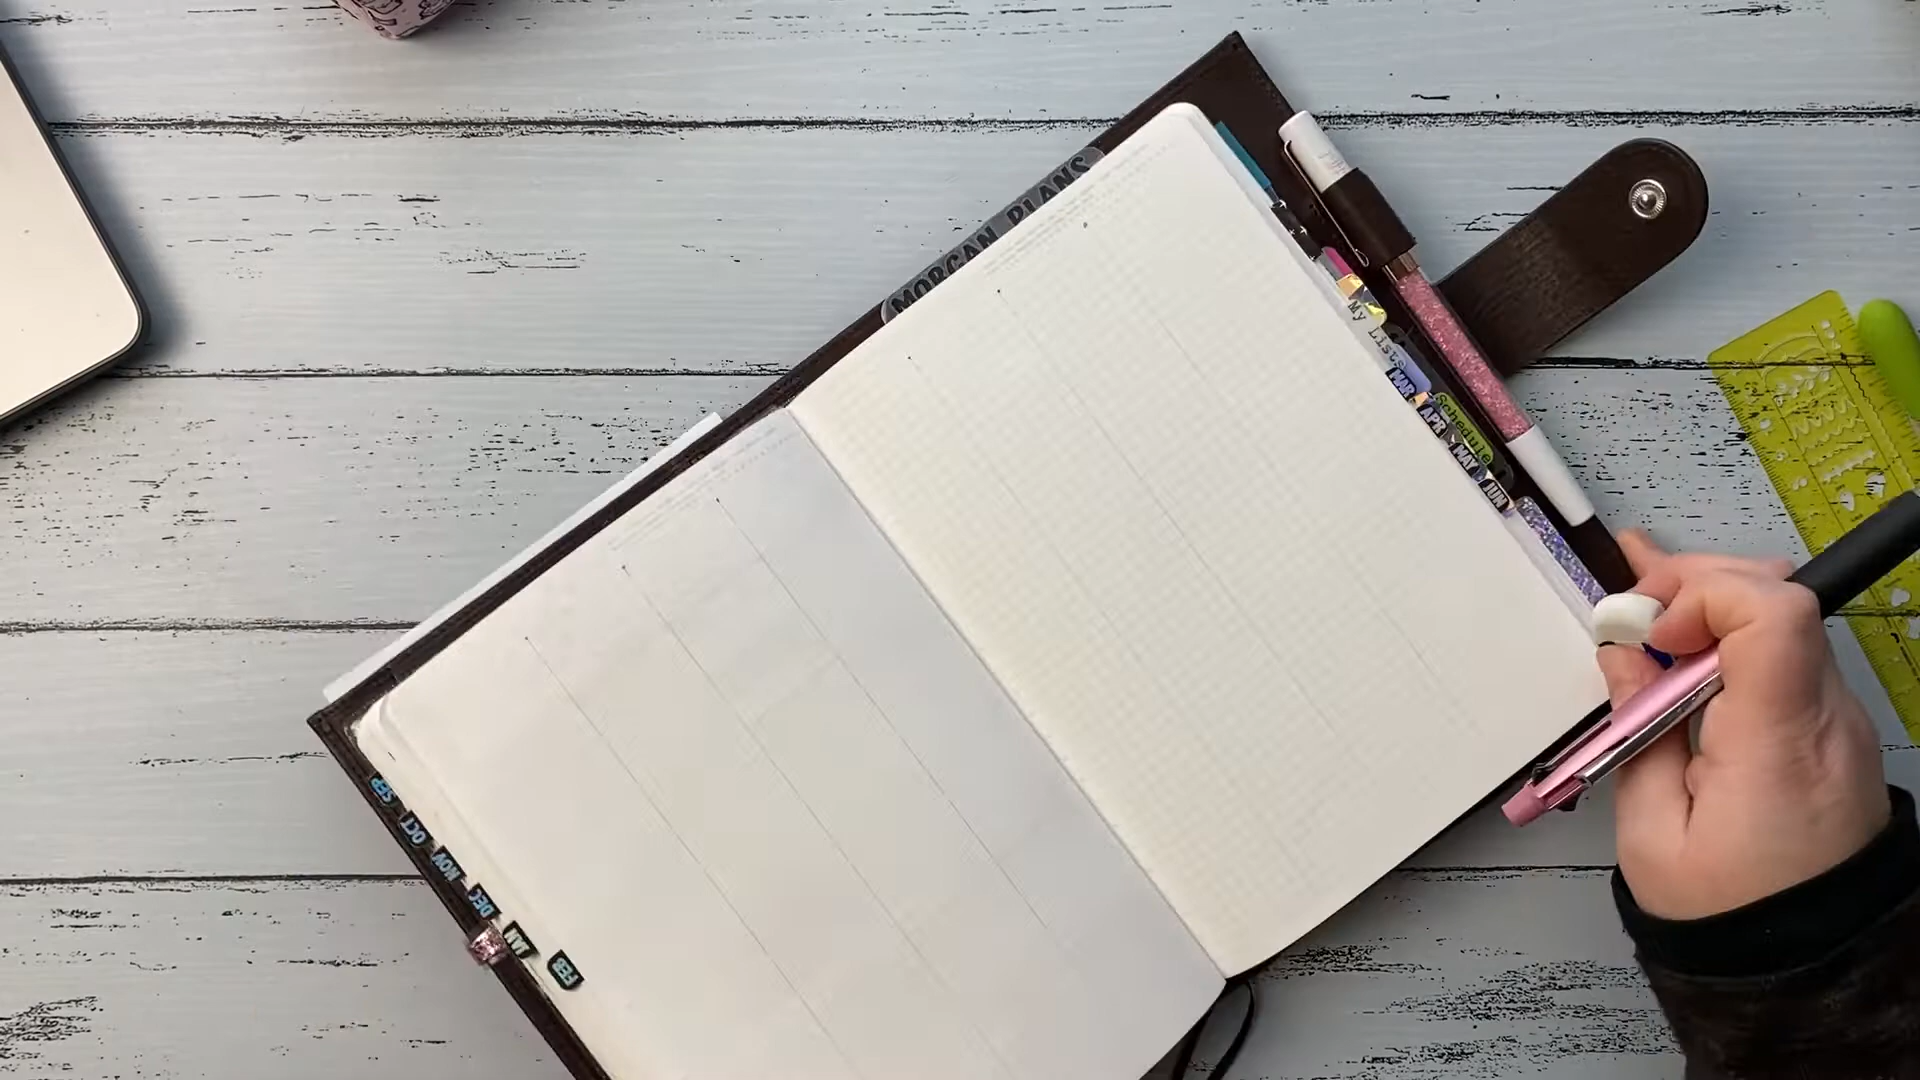 MORGAN PLANS
My Lists
MAR
Schedule
APR
MAY
JUN
SEP
OCT
NOV
DEC
JAN
FEB